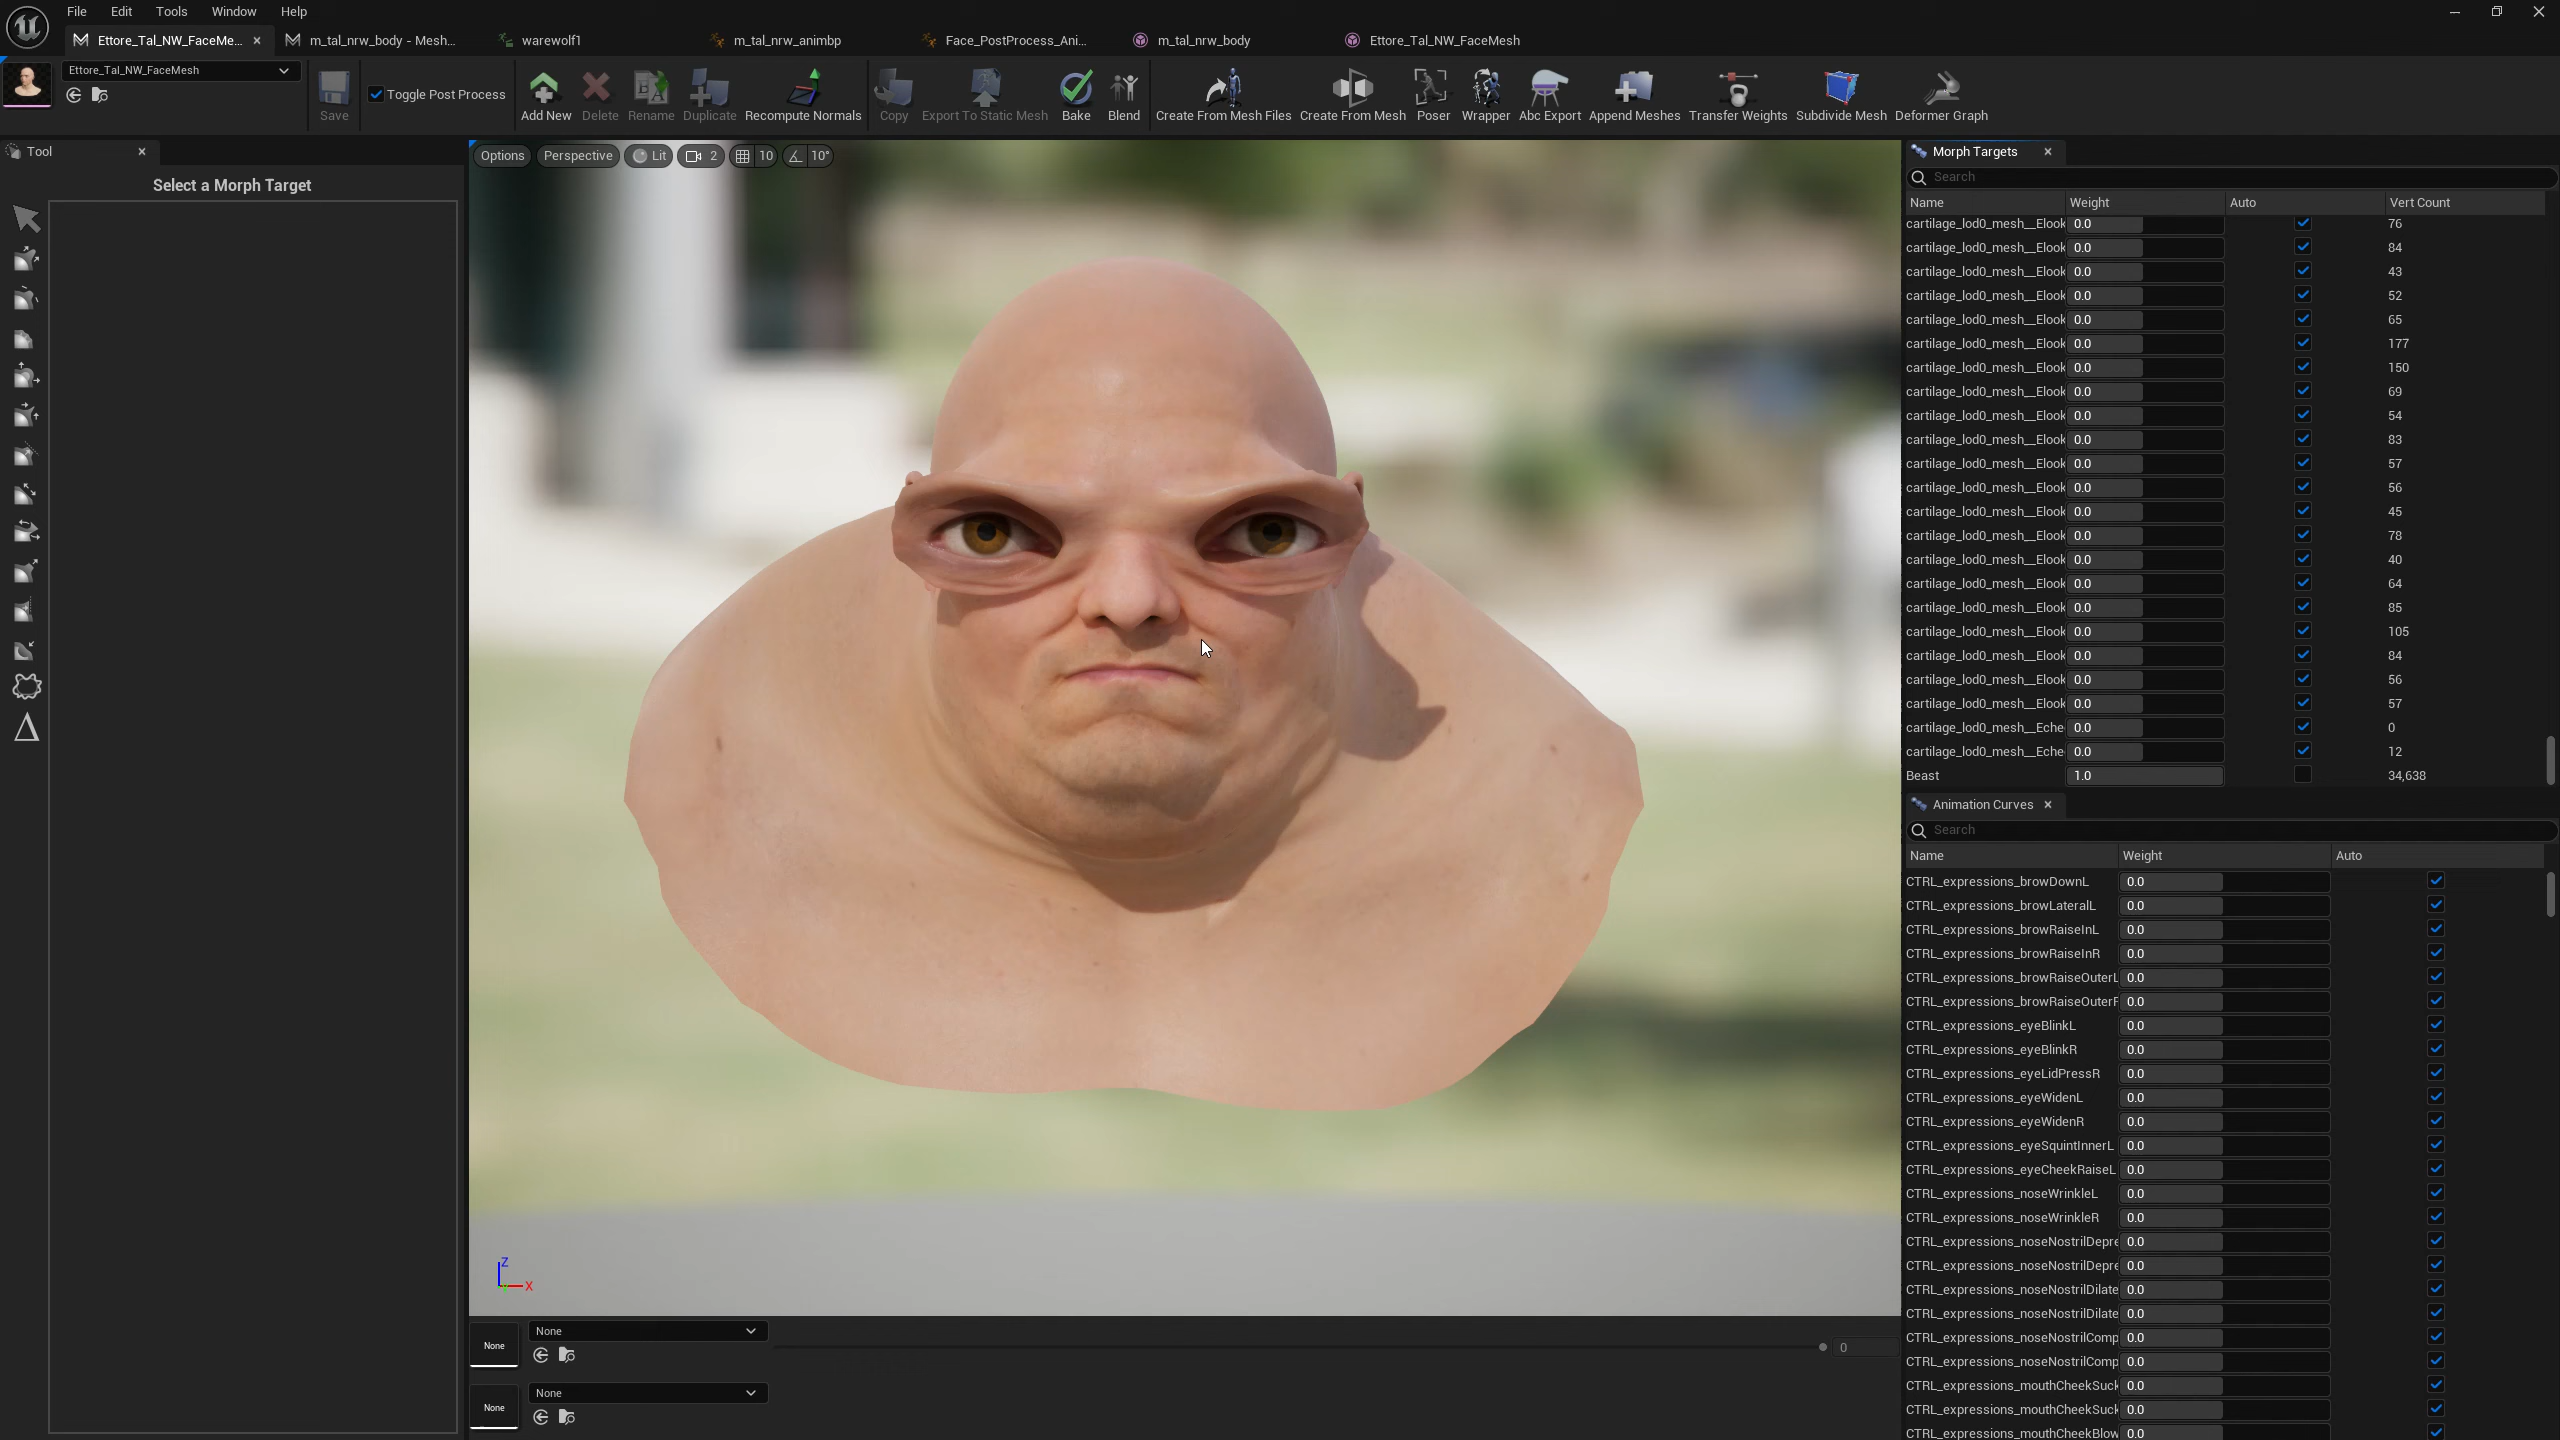 File Edit Tools Window Help
Ettore_Tal_NW_FaceMe...
m_tal_nrw_body - Mesh...
warewolf1
m_tal_nrw_animbp
Face_PostProcess_Ani...
m_tal_nrw_body
Ettore_Tal_NW_FaceMesh
Ettore_Tal_NW_FaceMesh
Save
Toggle Post Process
Add New
Delete
Rename
Duplicate
Recompute Normals
Copy
Export To Static Mesh
Bake
Blend
Create From Mesh Files
Create From Mesh
Poser
Wrapper
Abc Export
Append Meshes
Transfer Weights
Subdivide Mesh
Deformer Graph
Tool
Select a Morph Target
Options
Perspective
Lit
2
10
10°
Z
X
None
None
0
None
None
Morph Targets
Search
Name Weight Auto Vert Count
cartilage_lod0_mesh__Elook 0.0 76
cartilage_lod0_mesh__Elook 0.0 84
cartilage_lod0_mesh__Elook 0.0 43
cartilage_lod0_mesh__Elook 0.0 52
cartilage_lod0_mesh__Elook 0.0 65
cartilage_lod0_mesh__Elook 0.0 177
cartilage_lod0_mesh__Elook 0.0 150
cartilage_lod0_mesh__Elook 0.0 69
cartilage_lod0_mesh__Elook 0.0 54
cartilage_lod0_mesh__Elook 0.0 83
cartilage_lod0_mesh__Elook 0.0 57
cartilage_lod0_mesh__Elook 0.0 56
cartilage_lod0_mesh__Elook 0.0 45
cartilage_lod0_mesh__Elook 0.0 78
cartilage_lod0_mesh__Elook 0.0 40
cartilage_lod0_mesh__Elook 0.0 64
cartilage_lod0_mesh__Elook 0.0 85
cartilage_lod0_mesh__Elook 0.0 105
cartilage_lod0_mesh__Elook 0.0 84
cartilage_lod0_mesh__Elook 0.0 56
cartilage_lod0_mesh__Elook 0.0 57
cartilage_lod0_mesh__Eche 0.0 0
cartilage_lod0_mesh__Eche 0.0 12
Beast 1.0 34,638
Animation Curves
Search
Name Weight Auto
CTRL_expressions_browDownL 0.0
CTRL_expressions_browLateralL 0.0
CTRL_expressions_browRaiseInL 0.0
CTRL_expressions_browRaiseInR 0.0
CTRL_expressions_browRaiseOuterL 0.0
CTRL_expressions_browRaiseOuterR 0.0
CTRL_expressions_eyeBlinkL 0.0
CTRL_expressions_eyeBlinkR 0.0
CTRL_expressions_eyeLidPressR 0.0
CTRL_expressions_eyeWidenL 0.0
CTRL_expressions_eyeWidenR 0.0
CTRL_expressions_eyeSquintInnerL 0.0
CTRL_expressions_eyeCheekRaiseL 0.0
CTRL_expressions_noseWrinkleL 0.0
CTRL_expressions_noseWrinkleR 0.0
CTRL_expressions_noseNostrilDepre 0.0
CTRL_expressions_noseNostrilDepre 0.0
CTRL_expressions_noseNostrilDilate 0.0
CTRL_expressions_noseNostrilDilate 0.0
CTRL_expressions_noseNostrilComp 0.0
CTRL_expressions_noseNostrilComp 0.0
CTRL_expressions_mouthCheekSuck 0.0
CTRL_expressions_mouthCheekSuck 0.0
CTRL_expressions_mouthCheekBlow 0.0